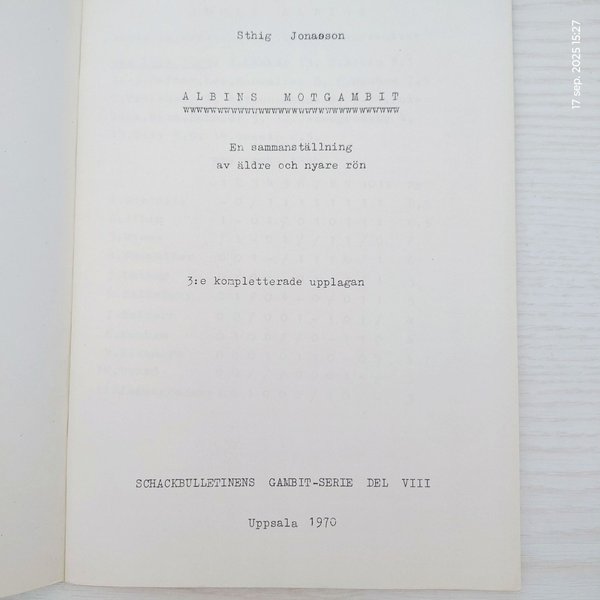 Sthig Jonasson
ALBINS MOTGAMBIT
En sammanställning
av äldre och nyare rön
3:e kompletterade upplagan
SCHACKBULLETINENS GAMBIT-SERIE DEL VIII
Uppsala 1970
17 sep. 2025 15:27